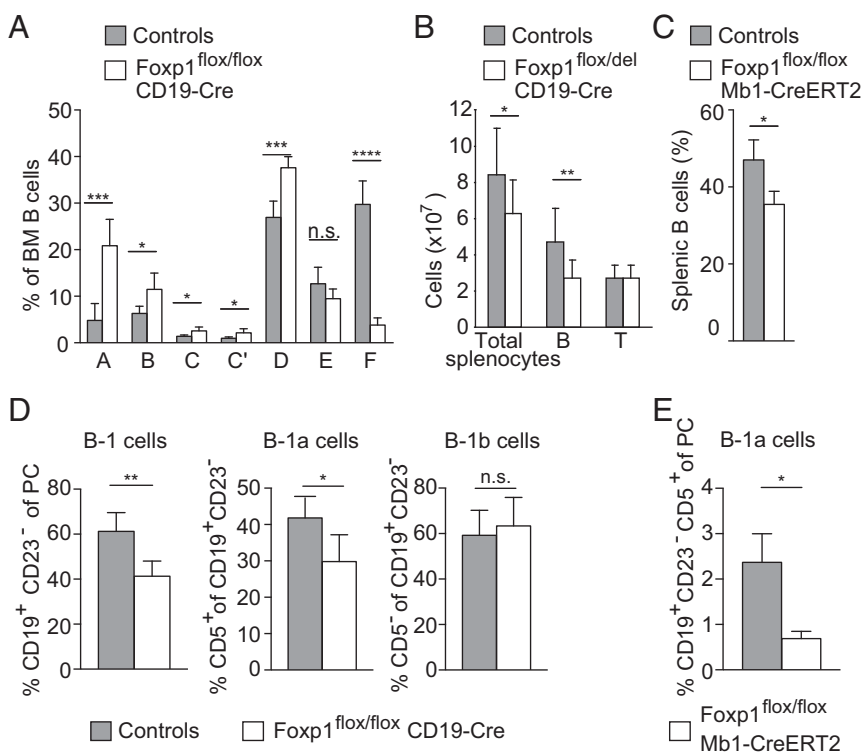 A
Controls
Foxp1flox/flox
CD19-Cre
% of BM B cells
50
40
30
20
10
0
***
*
*
*
***
n.s.
****
A B C C' D E F
B
Controls
Foxp1flox/del
CD19-Cre
Cells (x10^7)
12
10
8
6
4
2
0
*
**
Total
splenocytes
B T
C
Controls
Foxp1flox/flox
Mb1-CreERT2
Splenic B cells (%)
60
40
20
0
*
D
B-1 cells
% CD19+ CD23- of PC
80
60
40
20
0
**
B-1a cells
% CD5+of CD19+CD23-
50
40
30
20
10
0
*
B-1b cells
% CD5- of CD19+CD23-
80
60
40
20
0
n.s.
Controls
Foxp1flox/flox CD19-Cre
E
B-1a cells
% CD19+CD23- CD5+of PC
4
3
2
1
0
*
Foxp1flox/flox
Mb1-CreERT2